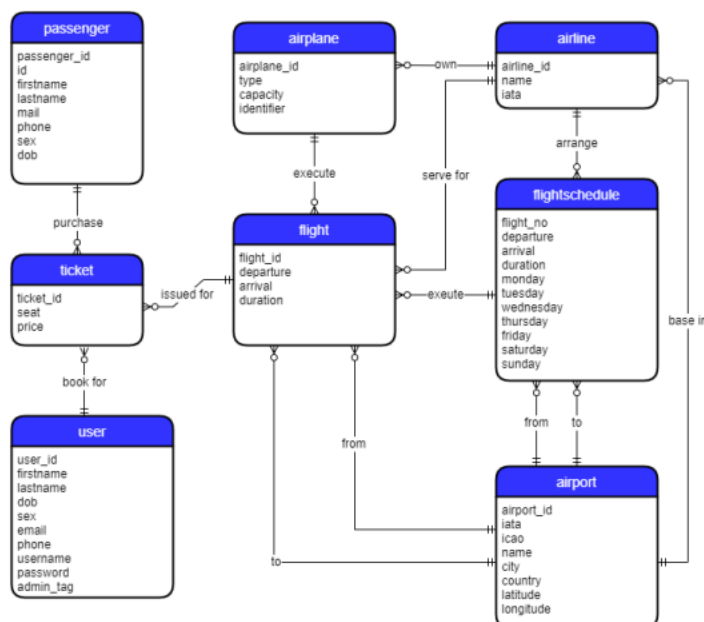 passenger
passenger_id
id
firstname
lastname
mail
phone
sex
dob
airplane
airplane_id
type
capacity
identifier
own
airline
airline_id
name
iata
purchase
execute
serve for
arrange
flightschedule
flight_no
departure
arrival
duration
monday
tuesday
wednesday
thursday
friday
saturday
sunday
flight
flight_id
departure
arrival
duration
ticket
ticket_id
seat
price
issued for
exeute
base in
book for
user
user_id
firstname
lastname
dob
sex
email
phone
username
password
admin_tag
from
to
from
to
airport
airport_id
iata
icao
name
city
country
latitude
longitude